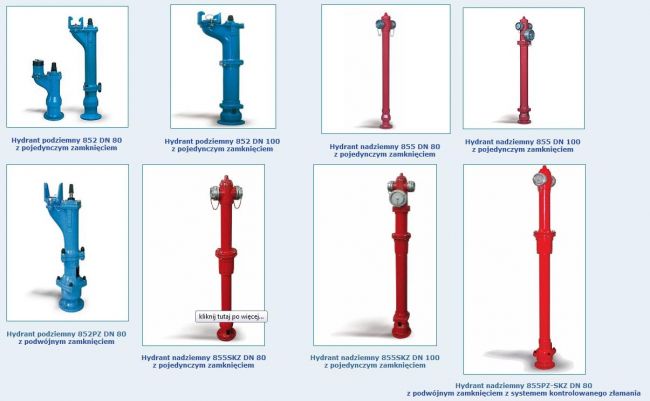 Hydrant podziemny 852 DN 80
z pojedynczym zamknięciem
Hydrant podziemny 852 DN 100
z pojedynczym zamknięciem
Hydrant nadziemny 855 DN 80
z pojedynczym zamknięciem
Hydrant nadziemny 855 DN 100
z pojedynczym zamknięciem
Hydrant podziemny 852PZ DN 80
z podwójnym zamknięciem
kliknij tutaj po więcej...
Hydrant nadziemny 855SKZ DN 80
z pojedynczym zamknięciem
Hydrant nadziemny 855SKZ DN 100
z pojedynczym zamknięciem
Hydrant nadziemny 855PZ-SKZ DN 80
z podwójnym zamknięciem z systemem kontrolowanego złamania